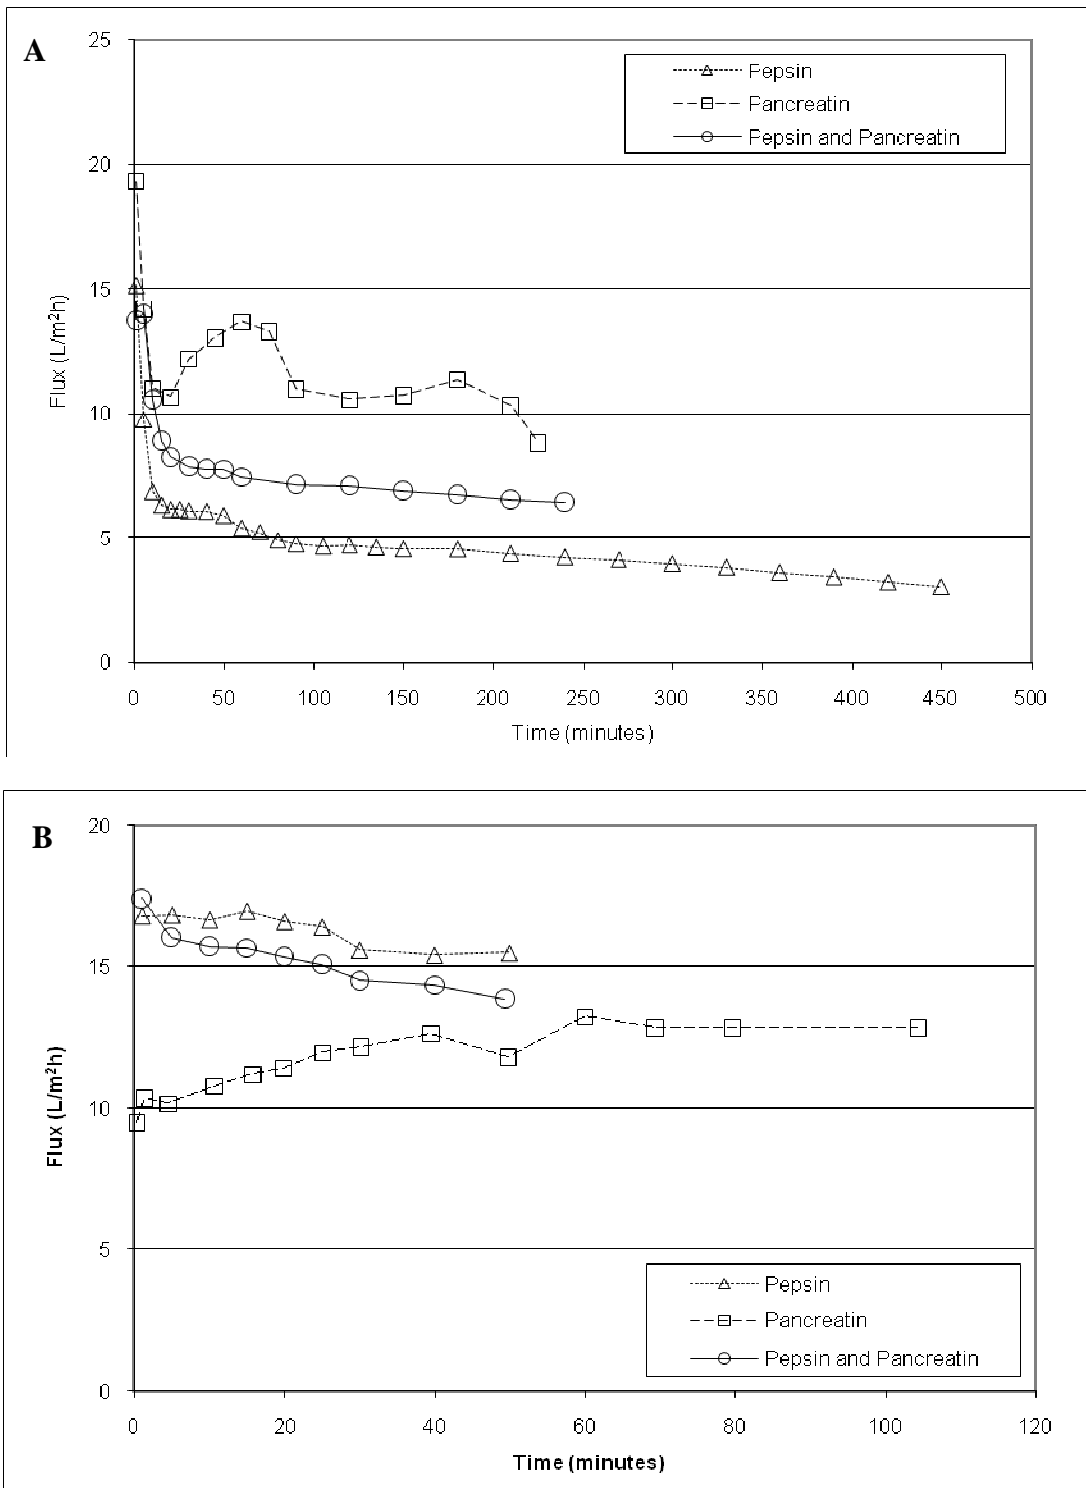 A
25
20
15
10
5
0
Flux (L/m²h)
Pepsin
Pancreatin
Pepsin and Pancreatin
0 50 100 150 200 250 300 350 400 450 500
Time (minutes)
B
20
15
10
5
0
Flux (L/m²h)
Pepsin
Pancreatin
Pepsin and Pancreatin
0 20 40 60 80 100 120
Time (minutes)